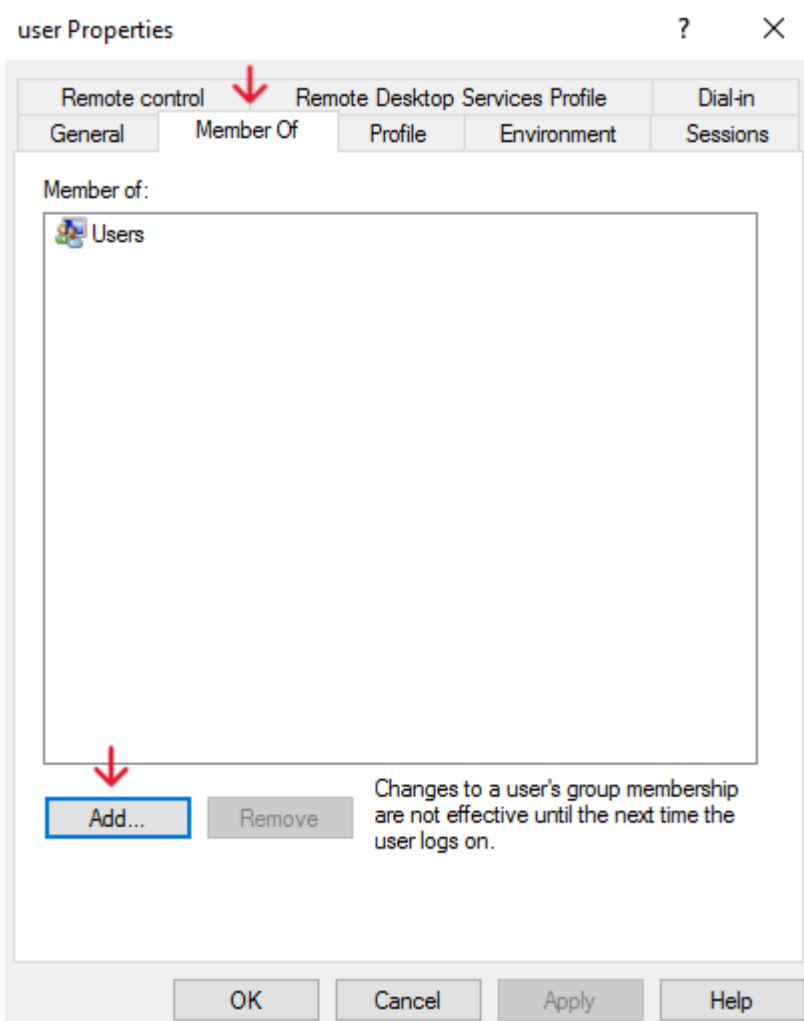 user Properties
?
Remote control
Remote Desktop Services Profile
Dial-in
General
Member Of
Profile
Environment
Sessions
Member of:
Users
Add...
Remove
Changes to a user's group membership
are not effective until the next time the
user logs on.
OK
Cancel
Apply
Help